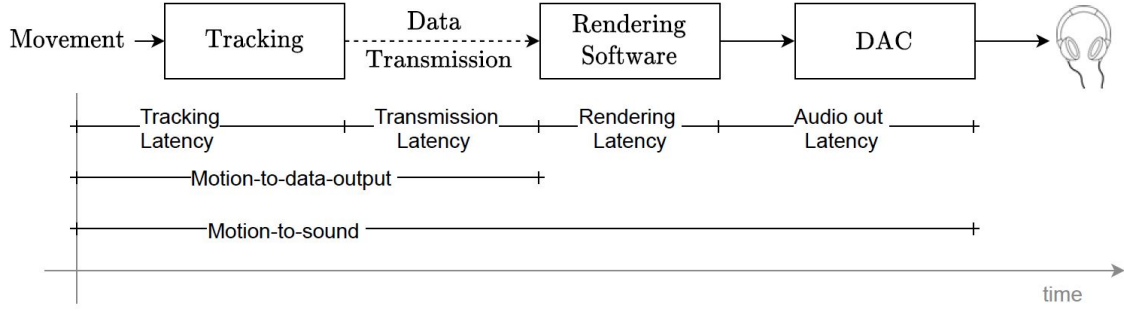 Movement
Tracking
Data
Transmission
Rendering
Software
DAC
Tracking
Latency
Transmission
Latency
Rendering
Latency
Audio out
Latency
Motion-to-data-output
Motion-to-sound
time